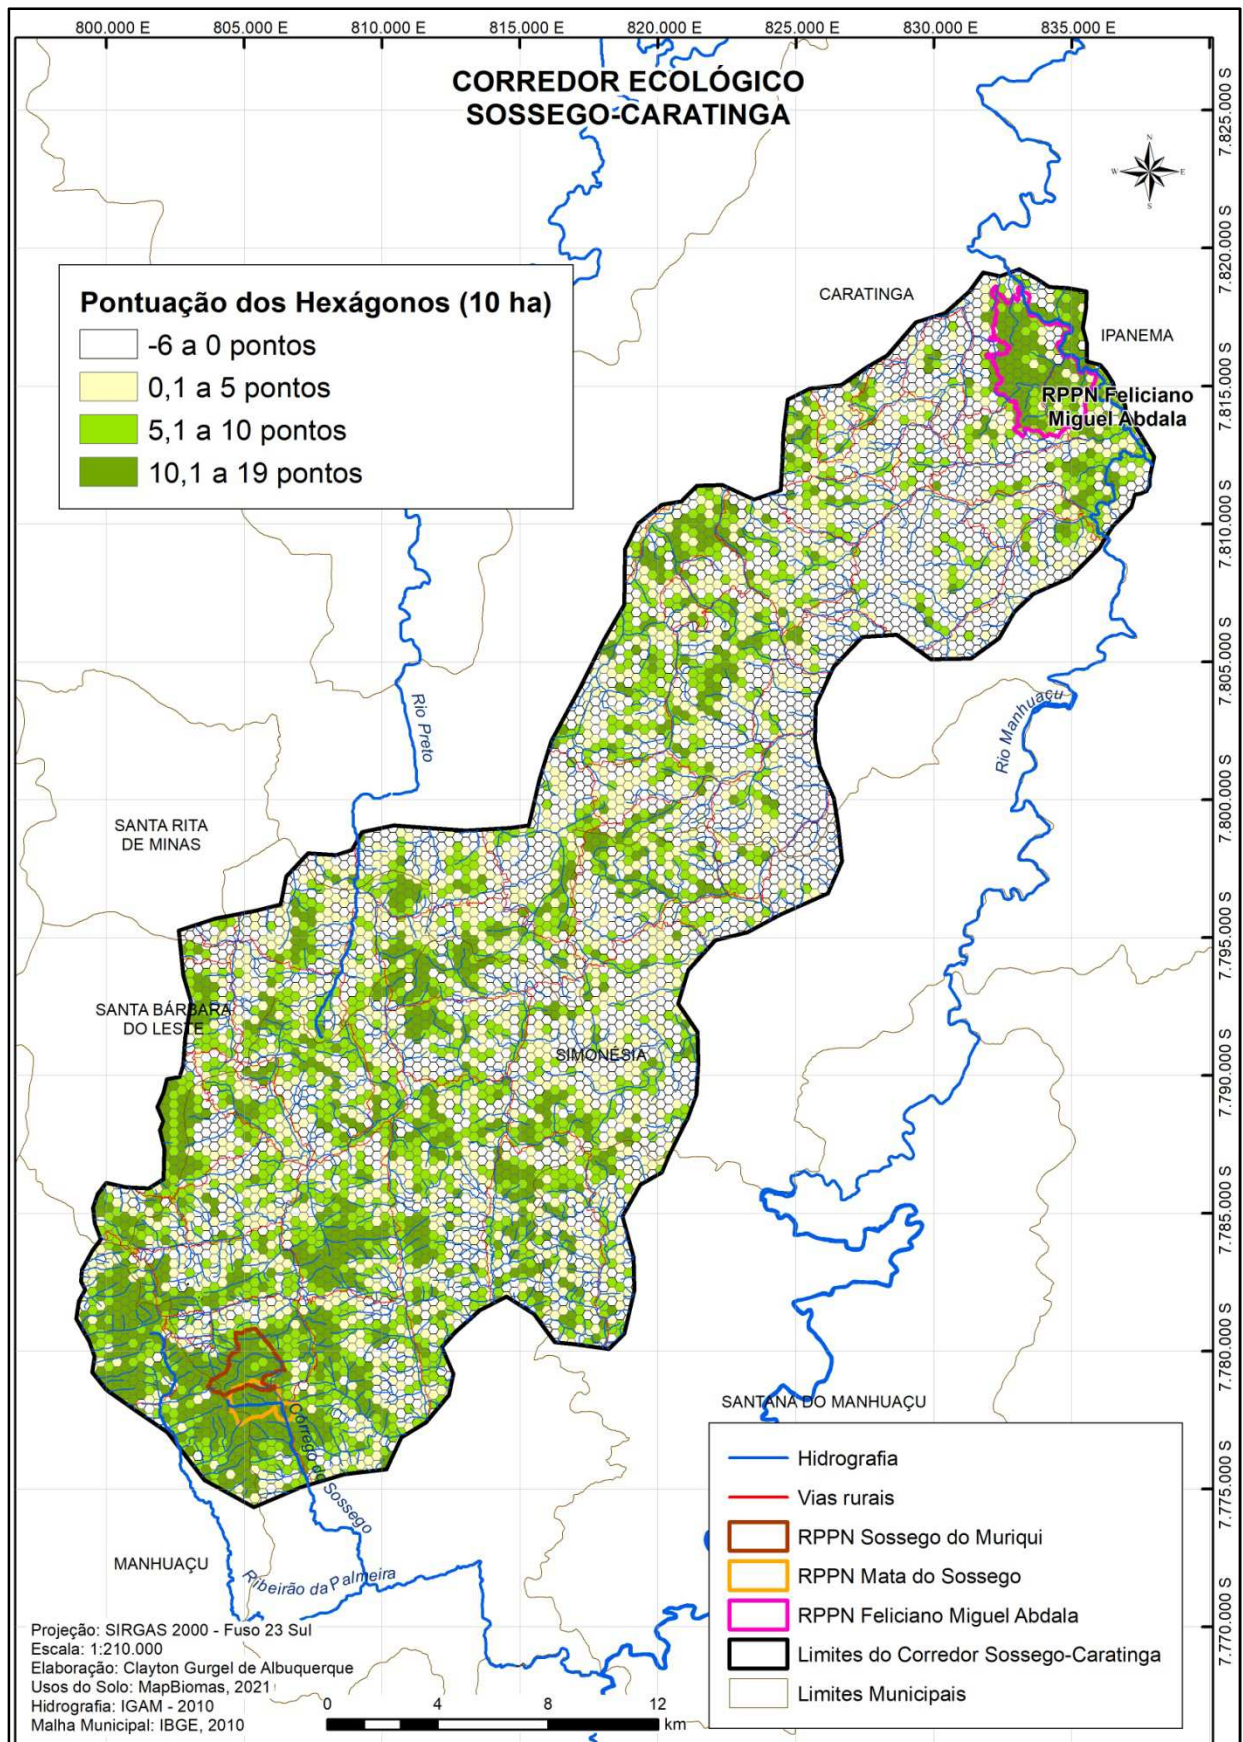 800.000 E
805.000 E
810.000 E
815.000 E
820.000 E
825.000 E
830.000 E
835.000 E
CORREDOR ECOLÓGICO
SOSSEGO-CARATINGA
N
W
E
S
7.825.000 S
7.820.000 S
7.815.000 S
7.810.000 S
7.805.000 S
7.800.000 S
7.795.000 S
7.790.000 S
7.785.000 S
7.780.000 S
7.775.000 S
7.770.000 S
Pontuação dos Hexágonos (10 ha)
-6 a 0 pontos
0,1 a 5 pontos
5,1 a 10 pontos
10,1 a 19 pontos
CARATINGA
IPANEMA
RPPN Feliciano
Miguel Abdala
Rio Preto
Rio Manhuaçu
SANTA RITA
DE MINAS
SANTA BÁRBARA
DO LESTE
SIMONÉSIA
SANTANA DO MANHUAÇU
Córrego do Sossego
MANHUAÇU
Ribeirão da Palmeira
Hidrografia
Vias rurais
RPPN Sossego do Muriqui
RPPN Mata do Sossego
RPPN Feliciano Miguel Abdala
Limites do Corredor Sossego-Caratinga
Limites Municipais
Projeção: SIRGAS 2000 - Fuso 23 Sul
Escala: 1:210.000
Elaboração: Clayton Gurgel de Albuquerque
Usos do Solo: MapBiomas, 2021
Hidrografia: IGAM - 2010
Malha Municipal: IBGE, 2010
0 4 8 12
km